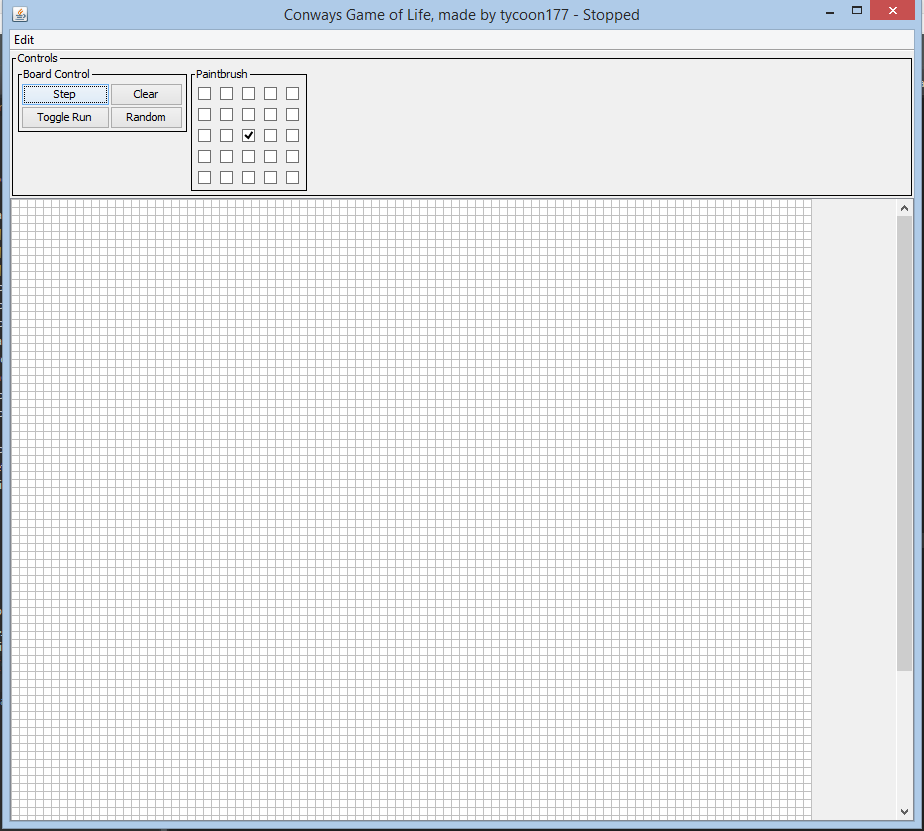 Conways Game of Life, made by tycoon177 - Stopped
Edit
Controls
Board Control
Paintbrush
Step
Clear
Toggle Run
Random